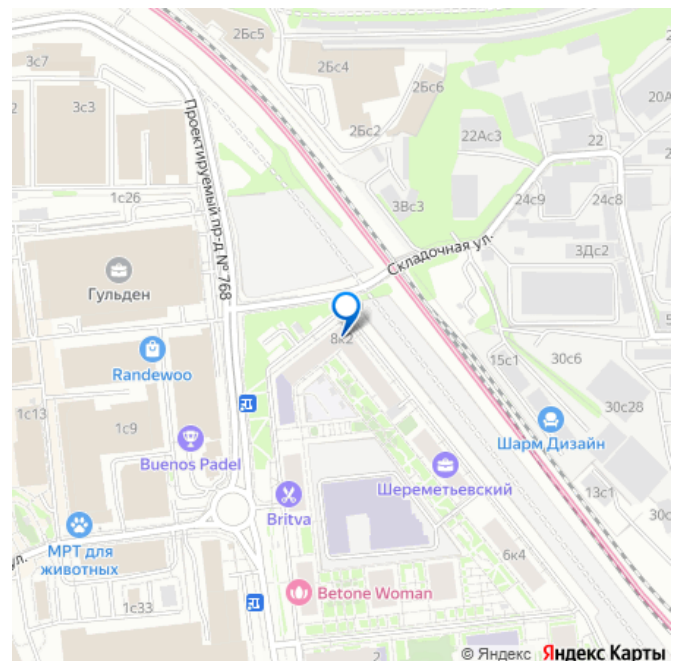 2Бс5
3с7
2Бс4
2Бс6
3с3
20А
2Бс2
22Ас3
22
Проектируемый пр-д № 768
1с26
3Вс3
24с9
24с8
Складочная ул.
3Дс2
Гульден
8к2
Randewoo
15с1
30с6
1с13
30с28
1с9
Шарм Дизайн
Buenos Padel
Шереметьевский
13с1
Britva
МРТ для
животных
ул.
6к4
Betone Woman
1с33
2
© Яндекс Яндекс Карты